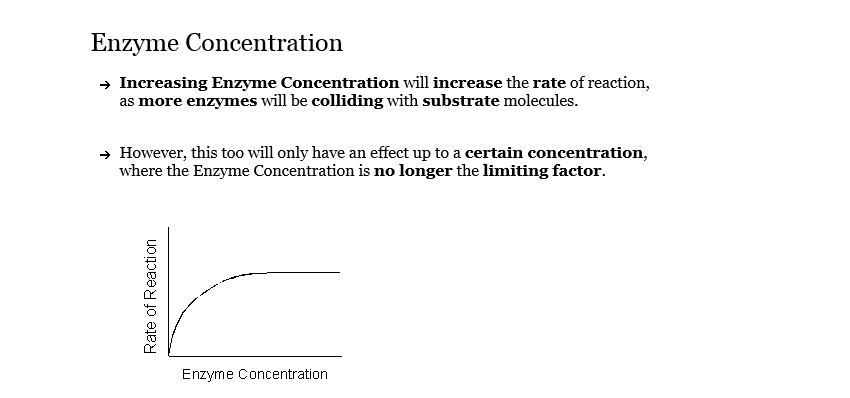 Enzyme Concentration
→ Increasing Enzyme Concentration will increase the rate of reaction,
as more enzymes will be colliding with substrate molecules.
→ However, this too will only have an effect up to a certain concentration,
where the Enzyme Concentration is no longer the limiting factor.
Rate of Reaction
Enzyme Concentration